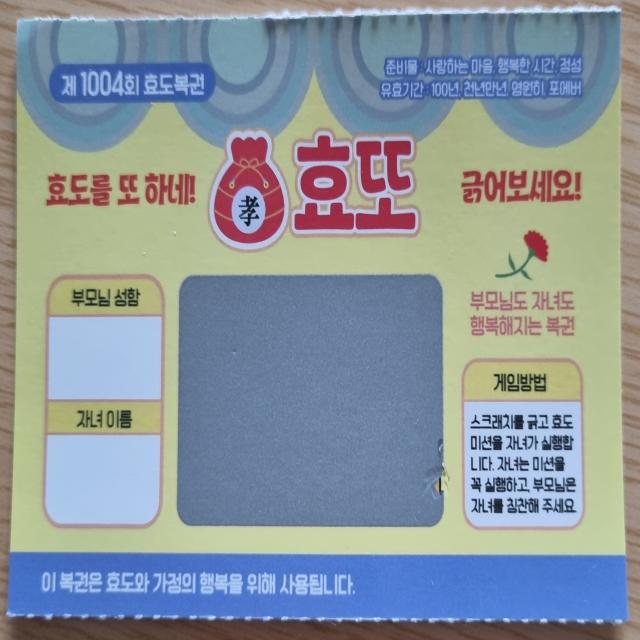 제 1004회 효도복권
준비물 : 사랑하는 마음, 행복한 시간, 정성
유효기간 : 100년, 천년만년, 영원히, 포에버
효도를 또 하네!
孝
효또
긁어보세요!
부모님도 자녀도
행복해지는 복권
부모님 성함
자녀 이름
게임방법
스크래치를 긁고 효도
미션을 자녀가 실행합
니다. 자녀는 미션을
꼭 실행하고, 부모님은
자녀를 칭찬해 주세요.
이 복권은 효도와 가정의 행복을 위해 사용됩니다.